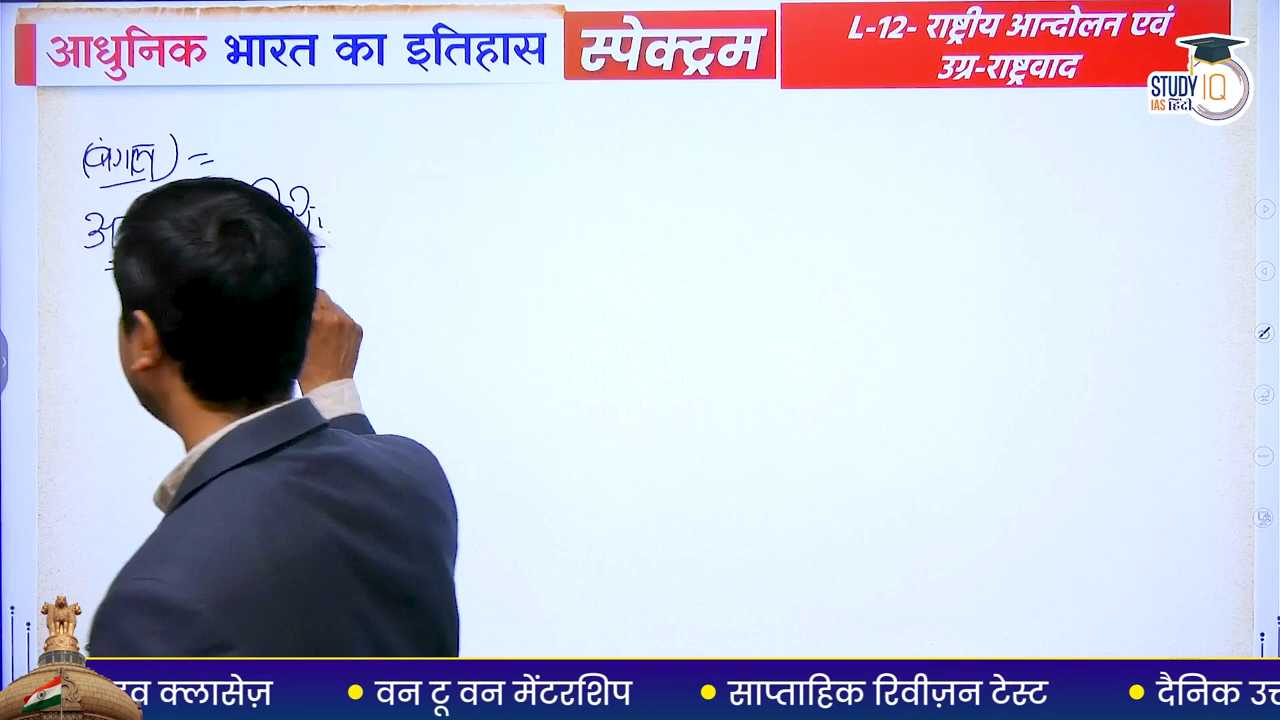 आधुनिक भारत का इतिहास
स्पेक्ट्रम
L-12- राष्ट्रीय आन्दोलन एवं
उग्र-राष्ट्रवाद
STUDY IQ
IAS हिंदी
(बंगाल) =
क्लासेज़ • वन टू वन मेंटरशिप • साप्ताहिक रिवीज़न टेस्ट • दैनिक